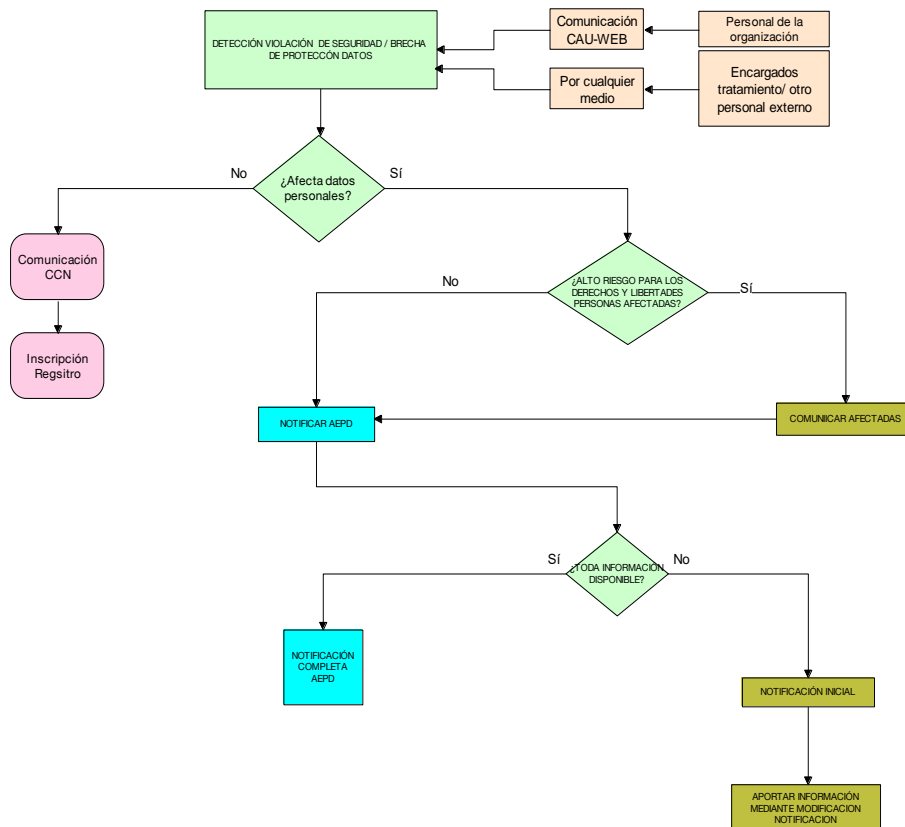 DETECCIÓN VIOLACIÓN DE SEGURIDAD / BRECHA
DE PROTECCÓN DATOS
Comunicación
CAU-WEB
Personal de la
organización
Por cualquier
medio
Encargados
tratamiento/ otro
personal externo
No
¿Afecta datos
personales?
Sí
Comunicación
CCN
Inscripción
Regsitro
No
¿ALTO RIESGO PARA LOS
DERECHOS Y LIBERTADES
PERSONAS AFECTADAS?
Sí
NOTIFICAR AEPD
COMUNIICAR AFECTADAS
Sí
¿TODA INFORMACIÓN
DISPONIBLE?
No
NOTIFICACIÓN
COMPLETA
AEPD
NOTIFICACIÓN INICIAL
APORTAR INFORMACIÓN
MEDIANTE MODIFICACION
NOTIFICACION